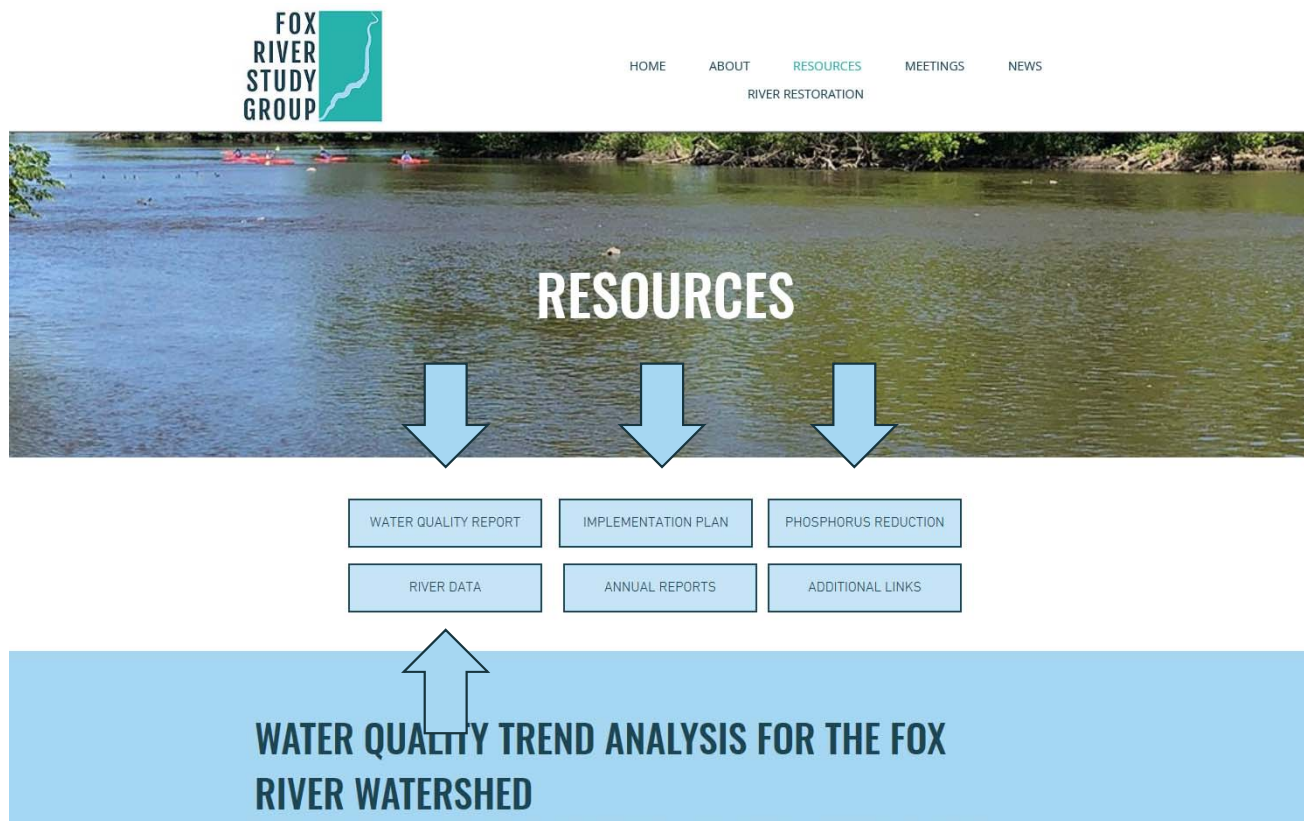 FOX
RIVER
STUDY
GROUP
HOME ABOUT RESOURCES MEETINGS NEWS
RIVER RESTORATION
RESOURCES
WATER QUALITY REPORT IMPLEMENTATION PLAN PHOSPHORUS REDUCTION
RIVER DATA ANNUAL REPORTS ADDITIONAL LINKS
WATER QUALITY TREND ANALYSIS FOR THE FOX
RIVER WATERSHED